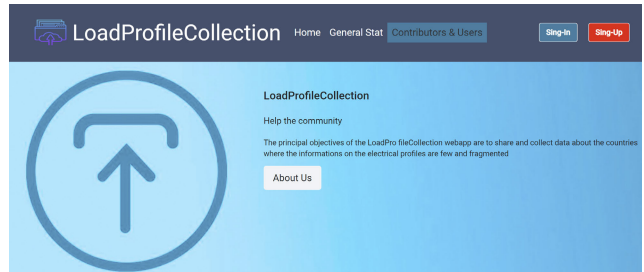 LoadProfileCollection Home General Stat Contributors & Users Sing-In Sing-Up
LoadProfileCollection
Help the community
The principal objectives of the LoadPro fileCollection webapp are to share and collect data about the countries
where the informations on the electrical profiles are few and fragmented
About Us